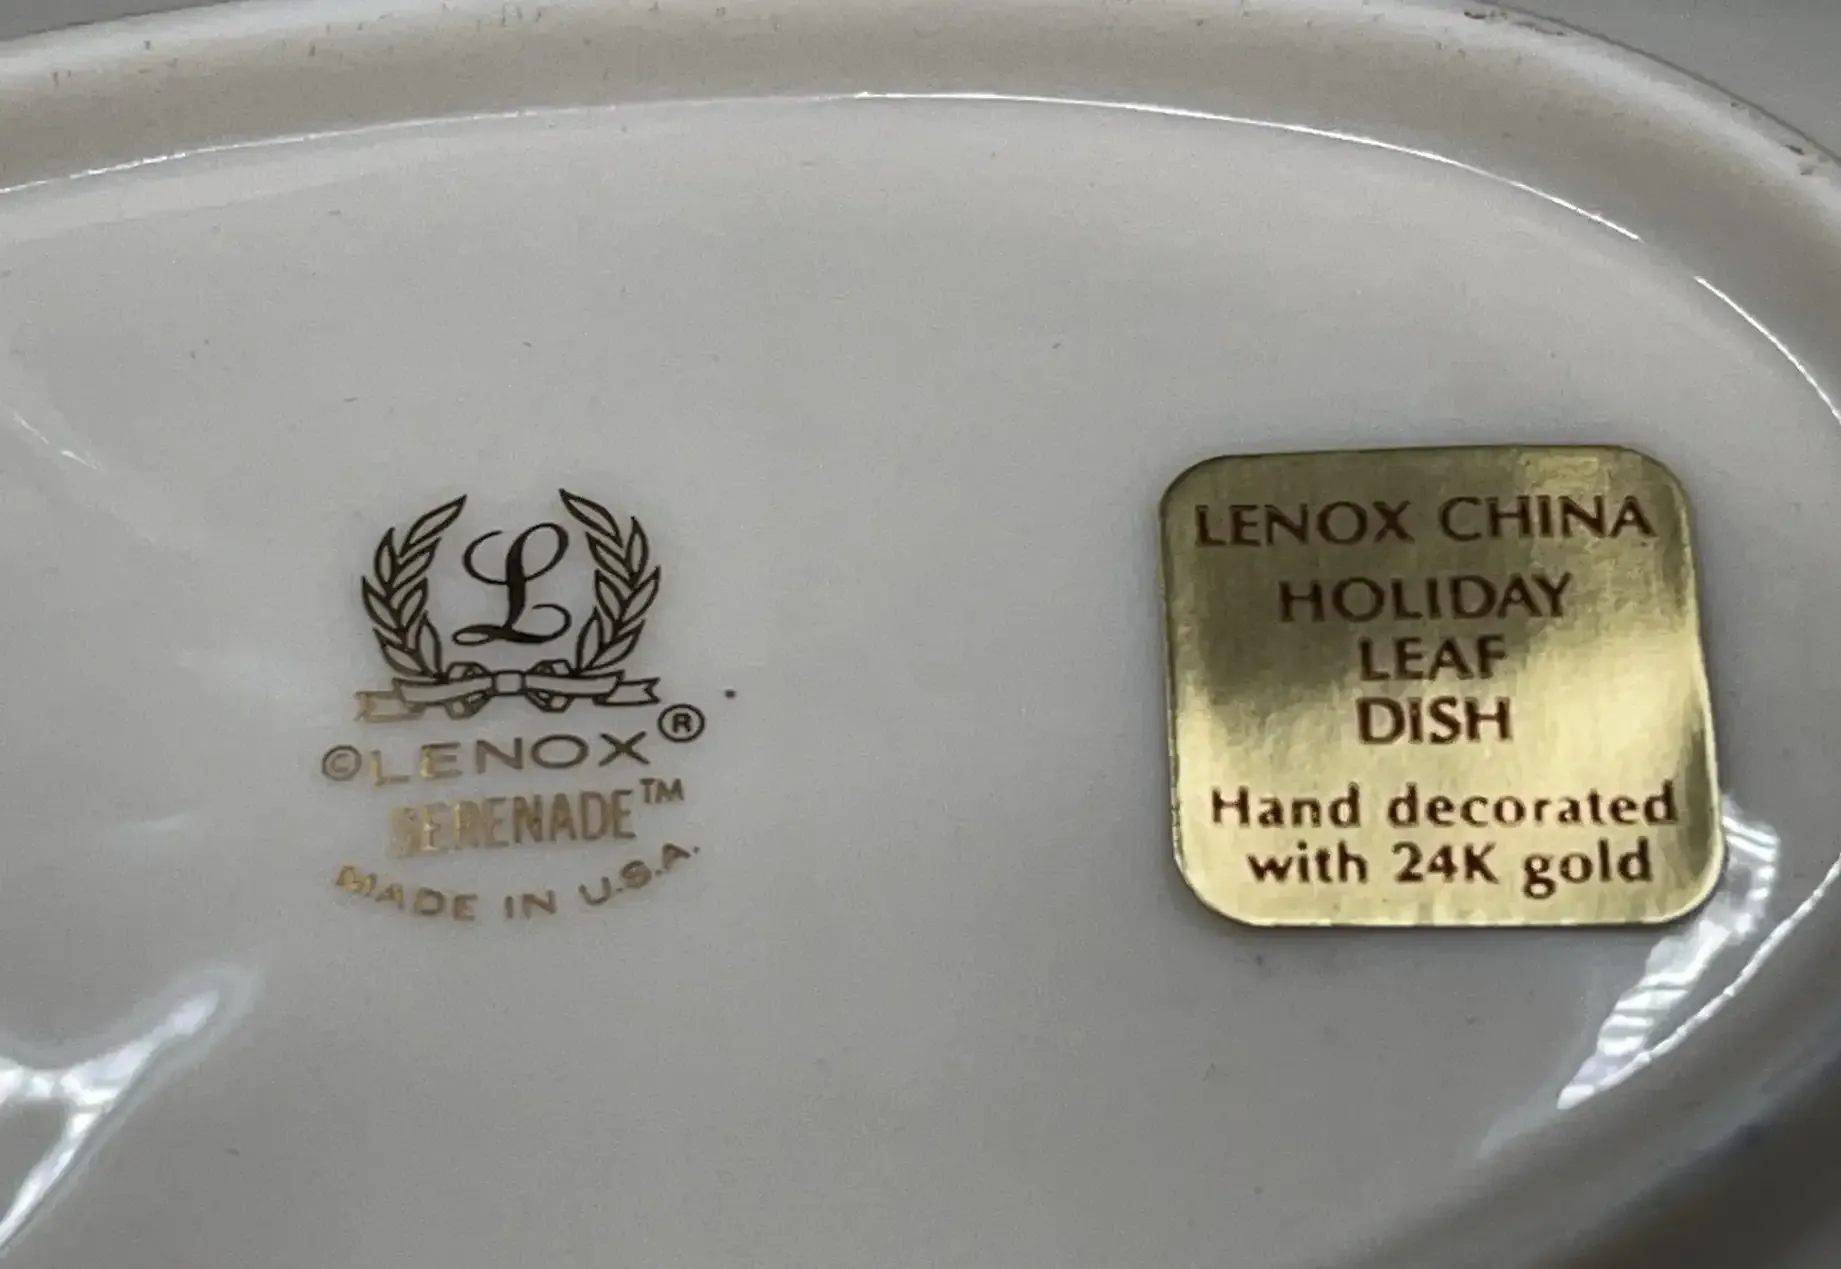 L
©LENOX®
SERENADE™
MADE IN U.S.A.
LENOX CHINA
HOLIDAY
LEAF
DISH
Hand decorated
with 24K gold